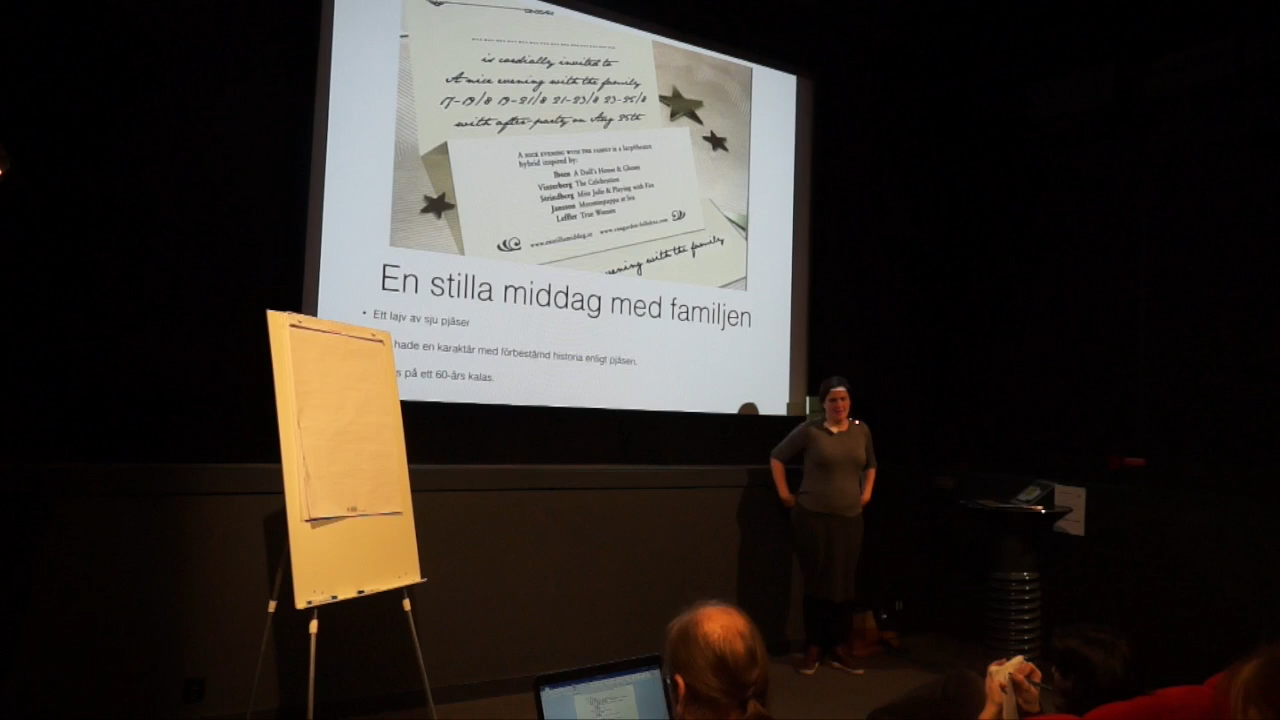 is cordially invited to
A nice evening with the family
17-19/8 19-21/8 21-23/8 23-25/8
with after-party on Aug 25th
A NICE EVENING WITH THE FAMILY is a larp/theatre
hybrid inspired by:
Ibsen A Doll's House & Ghosts
Vinterberg The Celebration
Strindberg Miss Julie & Playing with Fire
Jansson Moominpappa at Sea
Leffler True Women
www.enstillamiddag.se
evening with the family
En stilla middag med familjen
• Ett lajv av sju pjäser
hade en karaktär med förbestämd historia enligt pjäsen.
s på ett 60-års kalas.